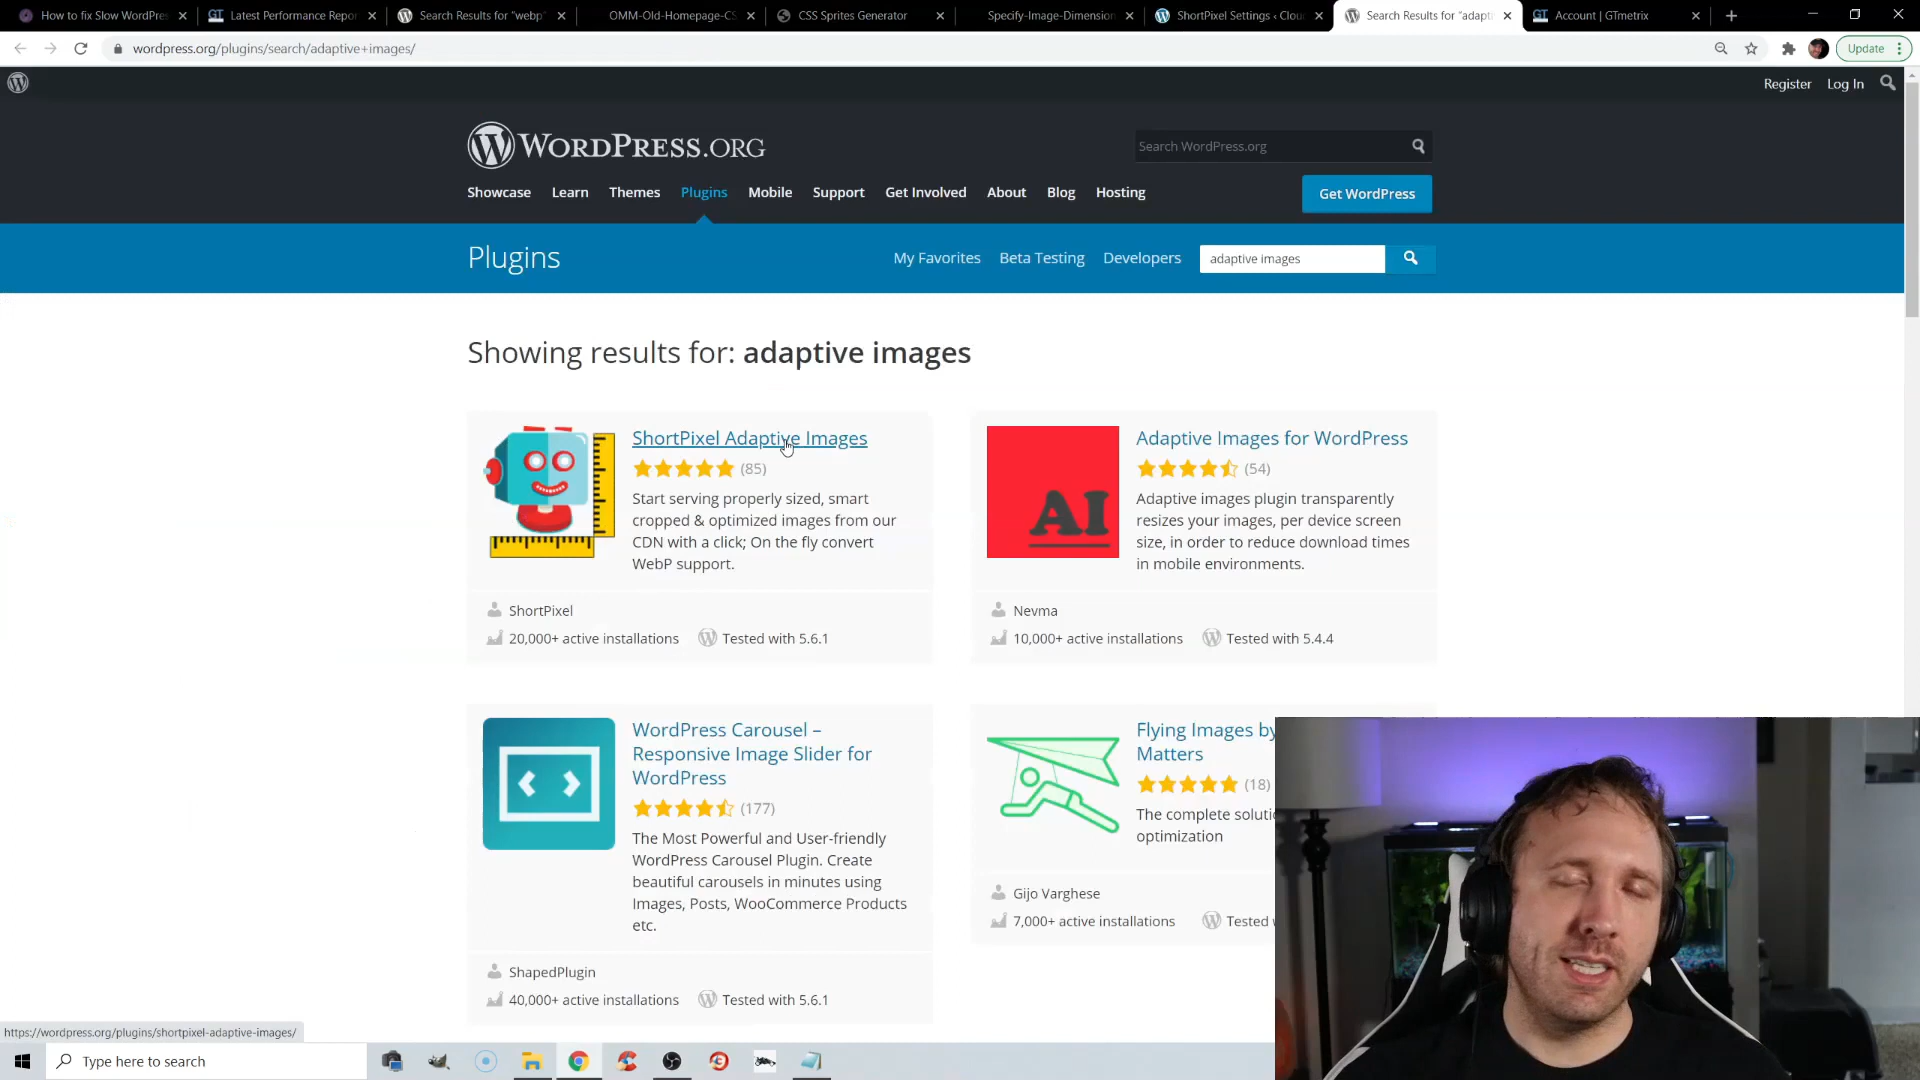 How to fix Slow WordPres
Latest Performance Repor
Search Results for "webp"
OMM-Old-Homepage-CS
CSS Sprites Generator
Specify-Image-Dimension
ShortPixel Settings ‹ Clou
Search Results for "adapt
GT
Account | GTmetrix
wordpress.org/plugins/search/adaptive+images/
Update
Register
Log In
WORDPRESS.ORG
Search WordPress.org
Showcase
Learn
Themes
Plugins
Mobile
Support
Get Involved
About
Blog
Hosting
Get WordPress
Plugins
My Favorites
Beta Testing
Developers
adaptive images
Showing results for: adaptive images
ShortPixel Adaptive Images
(85)
Start serving properly sized, smart
cropped & optimized images from our
CDN with a click; On the fly convert
WebP support.
ShortPixel
20,000+ active installations
Tested with 5.6.1
AI
Adaptive Images for WordPress
(54)
Adaptive images plugin transparently
resizes your images, per device screen
size, in order to reduce download times
in mobile environments.
Nevma
10,000+ active installations
Tested with 5.4.4
WordPress Carousel –
Responsive Image Slider for
WordPress
(177)
The Most Powerful and User-friendly
WordPress Carousel Plugin. Create
beautiful carousels in minutes using
Images, Posts, WooCommerce Products
etc.
ShapedPlugin
40,000+ active installations
Tested with 5.6.1
Flying Images by
Matters
(18)
The complete soluti
optimization
Gijo Varghese
7,000+ active installations
Tested
https://wordpress.org/plugins/shortpixel-adaptive-images/
Type here to search